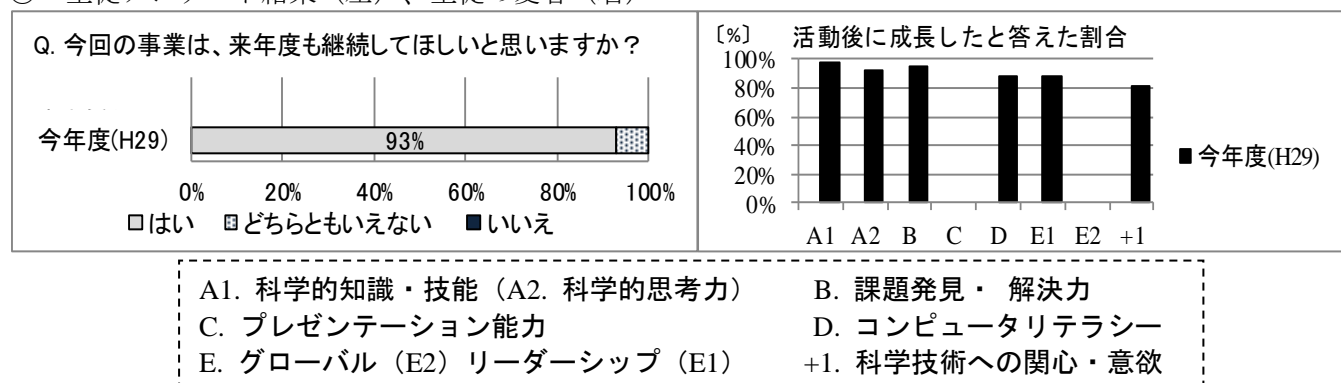 Q. 今回の事業は、来年度も継続してほしいと思いますか？
今年度(H29)
93%
0% 20% 40% 60% 80% 100%
はい どちらともいえない いいえ
〔%〕 活動後に成長したと答えた割合
100%
80%
60%
40%
20%
0%
A1 A2 B C D E1 E2 +1
今年度(H29)
A1. 科学的知識・技能（A2. 科学的思考力） B. 課題発見・ 解決力
C. プレゼンテーション能力 D. コンピュータリテラシー
E. グローバル（E2）リーダーシップ（E1） +1. 科学技術への関心・意欲